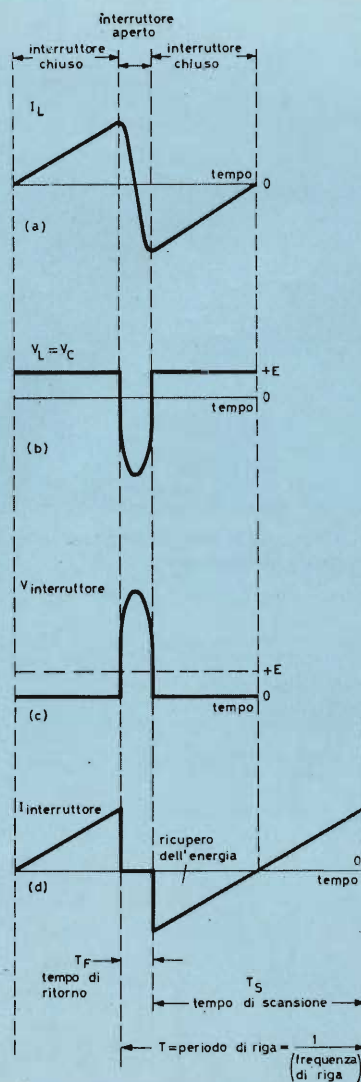 interruttore
aperto
interruttore
chiuso
interruttore
chiuso
I_L
tempo
0
(a)
V_L = V_C
+E
0
tempo
(b)
V interruttore
+E
0
tempo
(c)
I interruttore
ricupero
dell'energia
0
tempo
(d)
T_F
tempo di
ritorno
T_S
tempo di scansione
T = periodo di riga = 1
(frequenza
di riga)